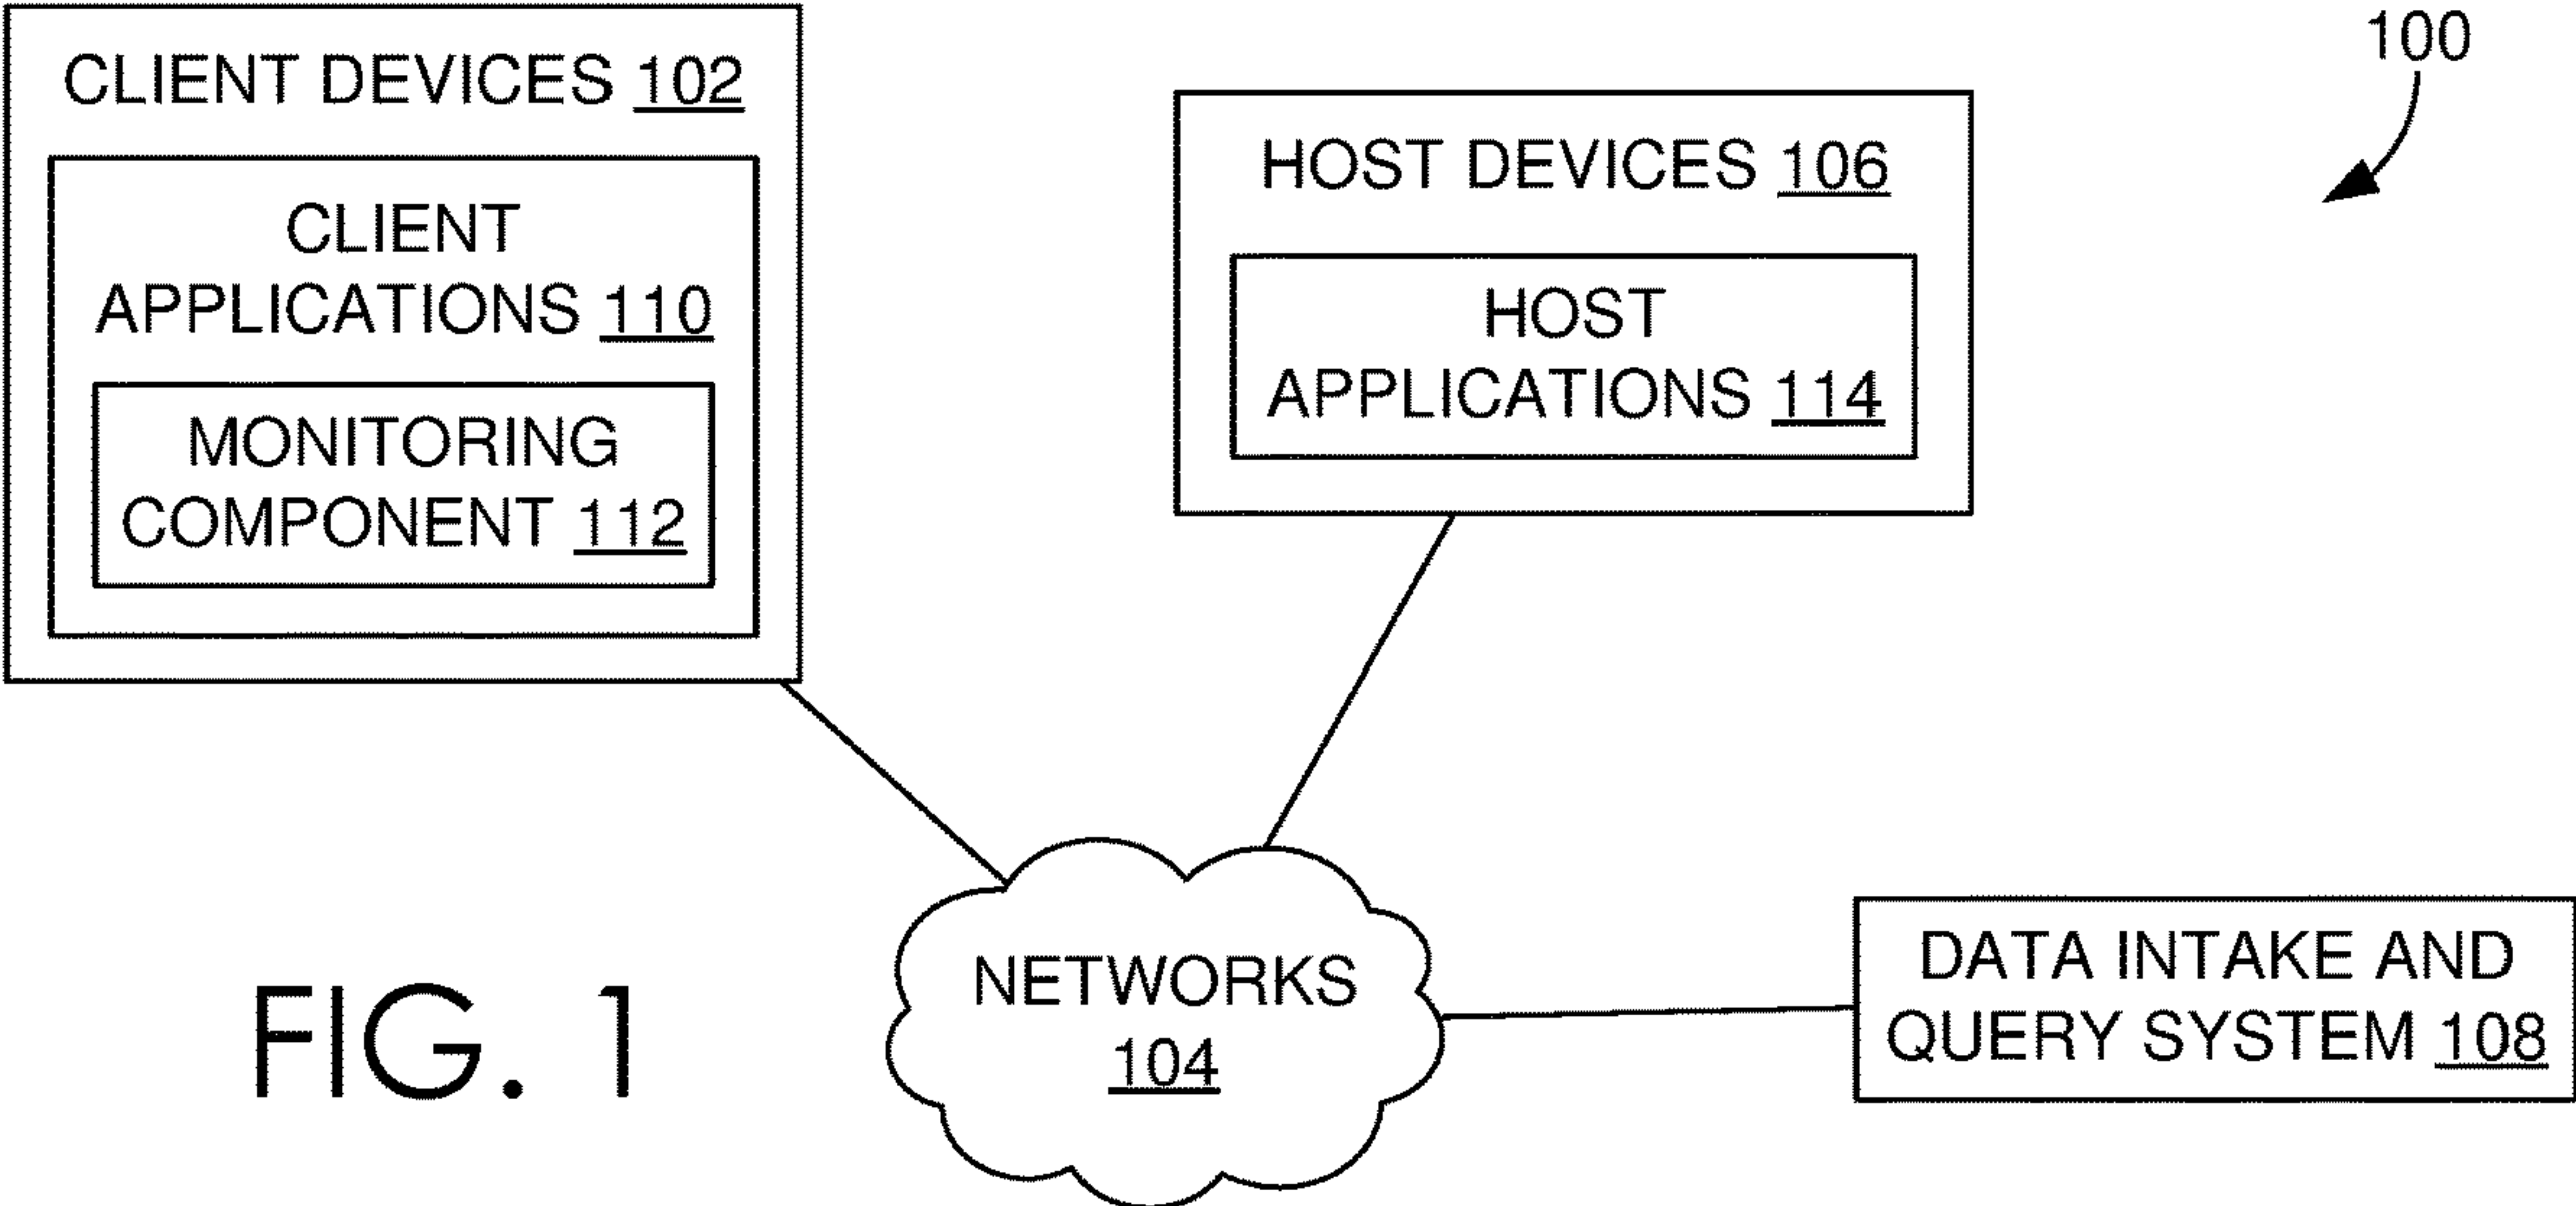 100
CLIENT DEVICES 102
CLIENT
APPLICATIONS 110
MONITORING
COMPONENT 112
HOST DEVICES 106
HOST
APPLICATIONS 114
NETWORKS
104
DATA INTAKE AND
QUERY SYSTEM 108
FIG. 1